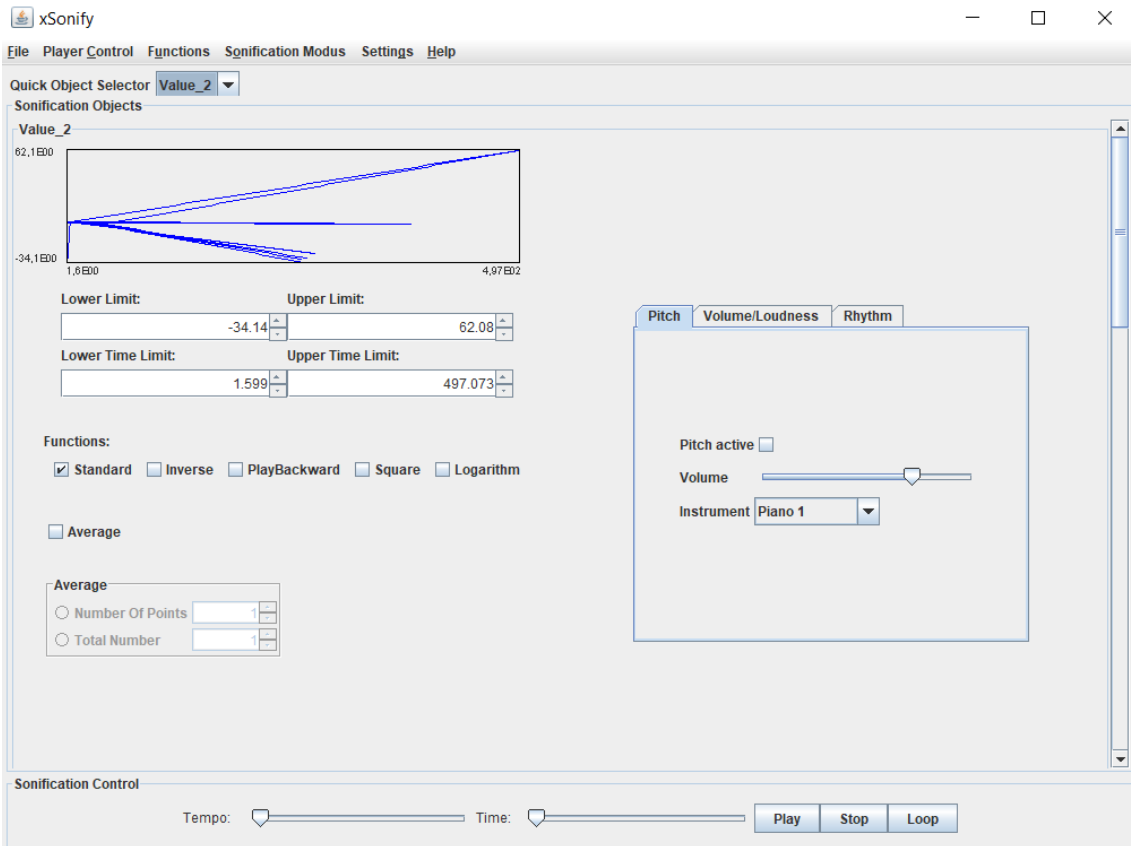 xSonify
File Player Control Functions Sonification Modus Settings Help
Quick Object Selector Value_2
Sonification Objects
Value_2
62,1E00
-34,1E00
1,6E00 4,97E02
Lower Limit: Upper Limit:
-34.14 62.08
Lower Time Limit: Upper Time Limit:
1.599 497.073
Pitch Volume/Loudness Rhythm
Pitch active
Volume
Instrument Piano 1
Functions:
Standard Inverse PlayBackward Square Logarithm
Average
Average
Number Of Points 1
Total Number 1
Sonification Control
Tempo: Time: Play Stop Loop